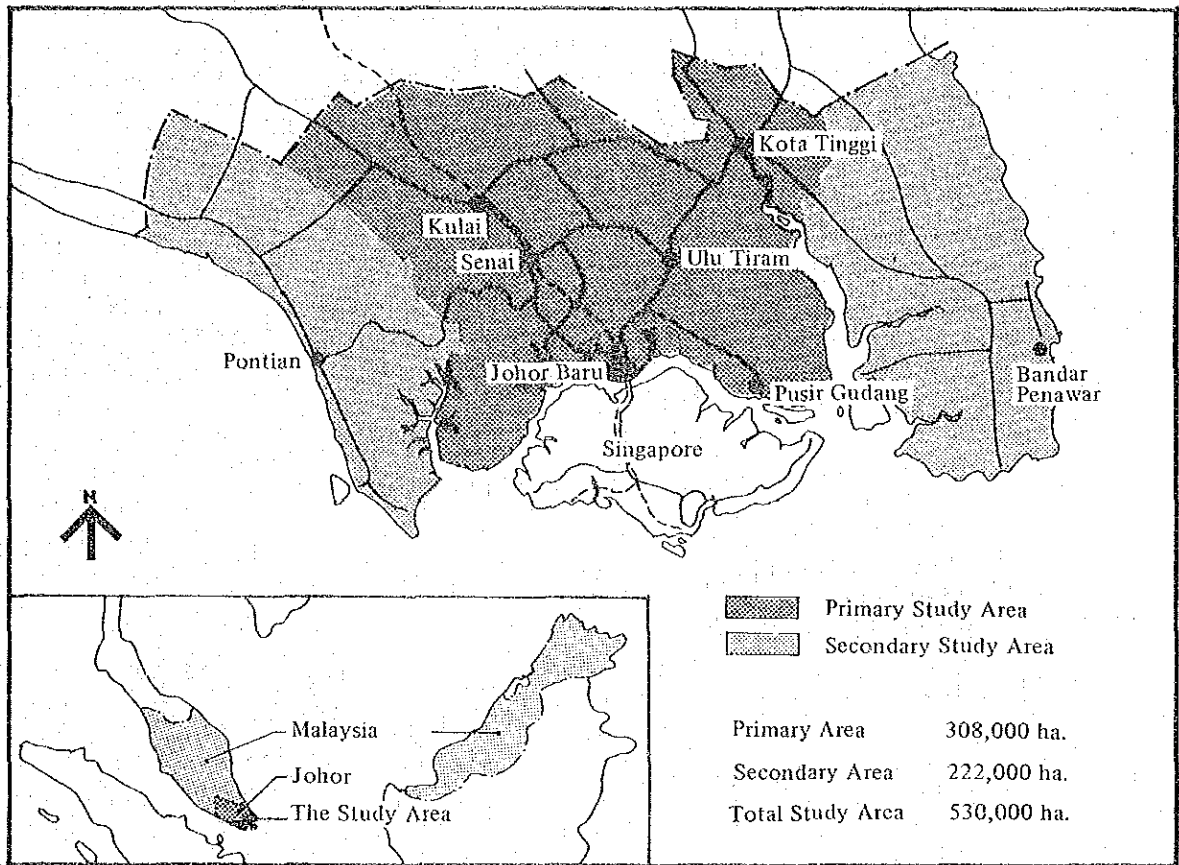 Kota Tinggi
Kulai
Senai
Ulu Tiram
Pontian
Johor Baru
Pusir Gudang
Bandar
Penawar
Singapore
N
Primary Study Area
Secondary Study Area
Malaysia
Johor
The Study Area
Primary Area 308,000 ha.
Secondary Area 222,000 ha.
Total Study Area 530,000 ha.